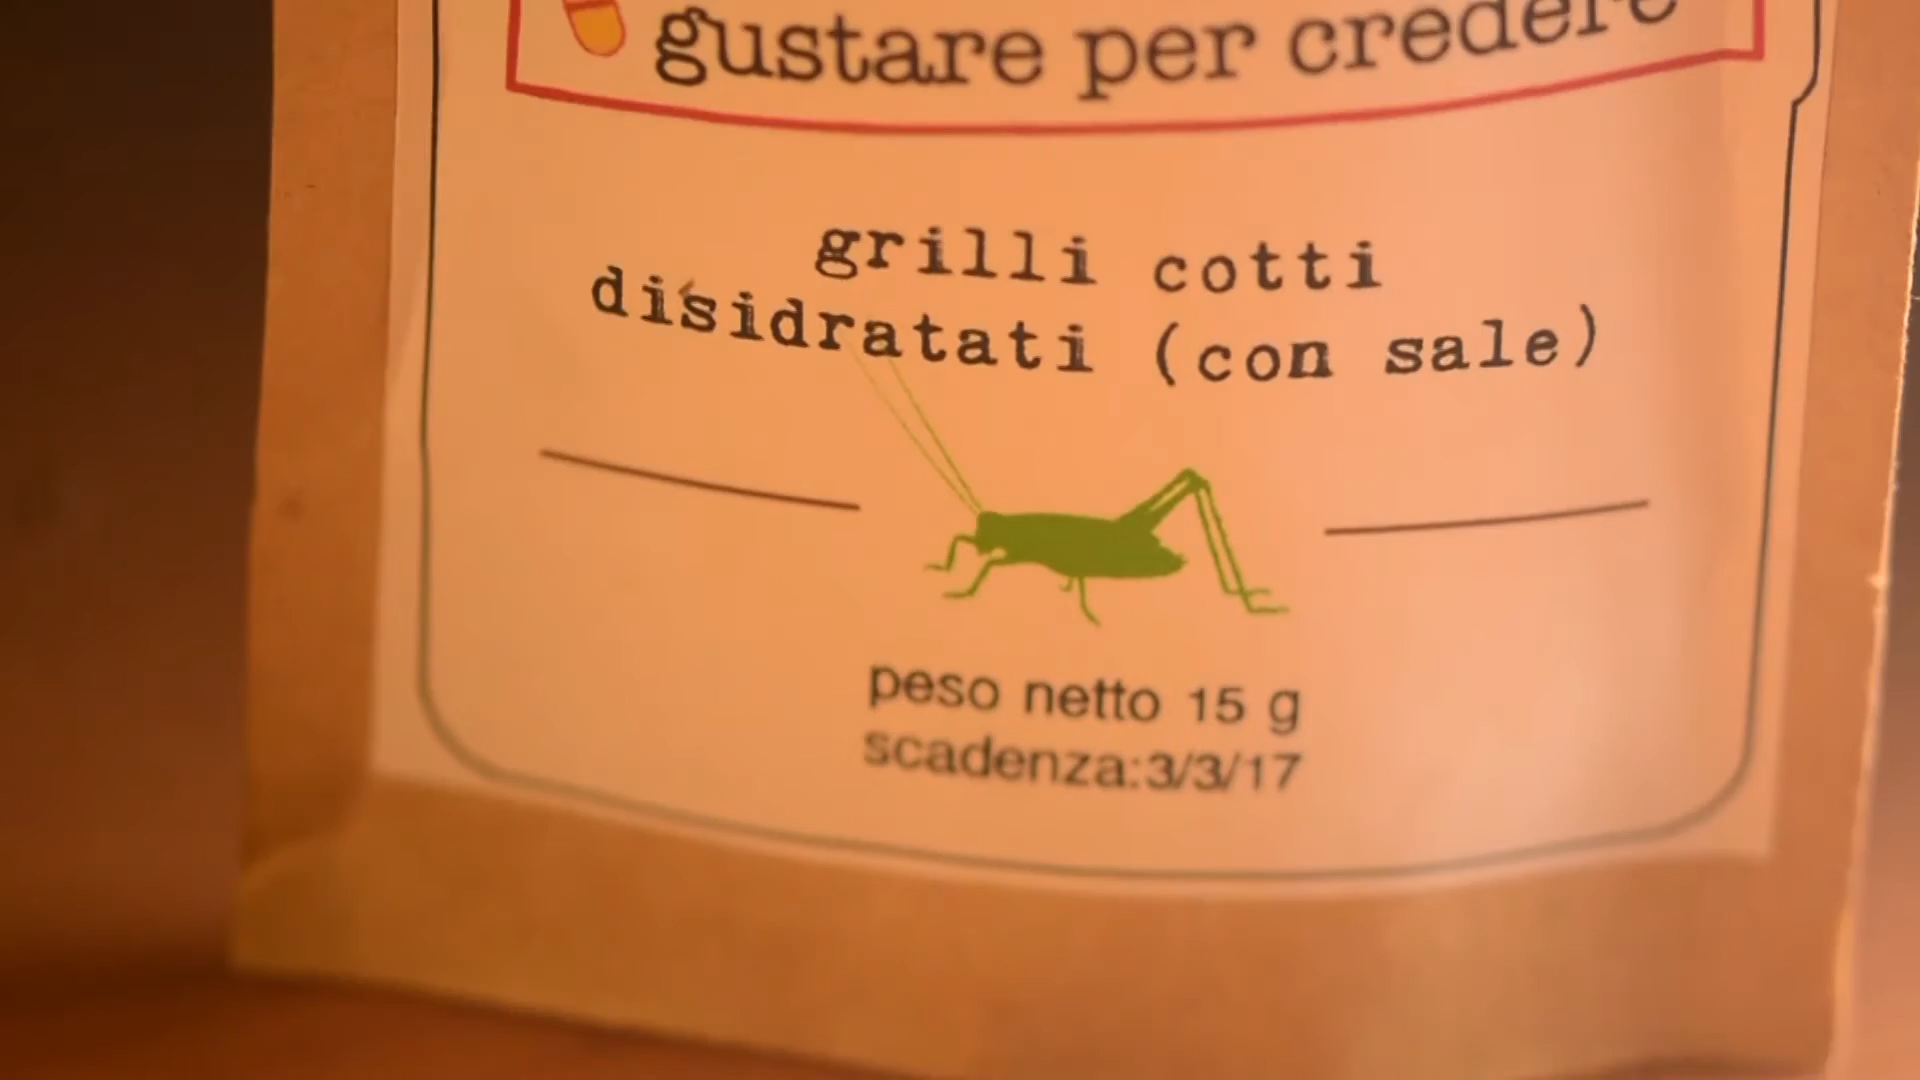 gustare per credere
grilli cotti
disidratati (con sale)
peso netto 15 g
scadenza:3/3/17